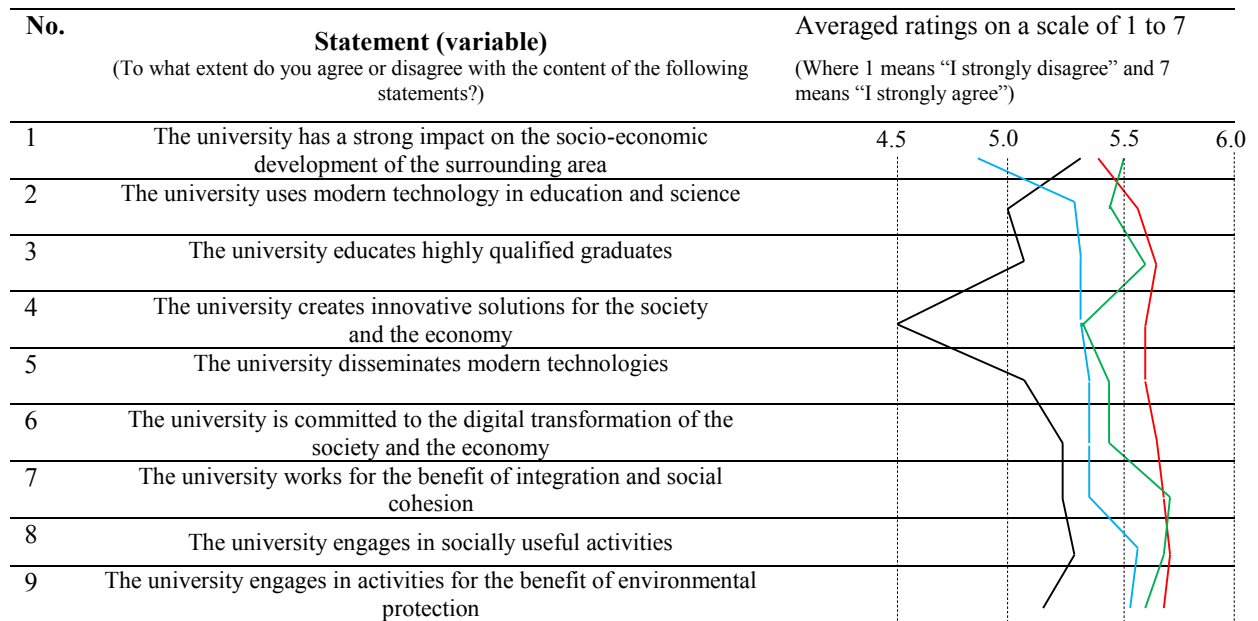 No.
Statement (variable)
(To what extent do you agree or disagree with the content of the following
statements?)
Averaged ratings on a scale of 1 to 7
(Where 1 means “I strongly disagree” and 7
means “I strongly agree”)
4.5 5.0 5.5 6.0
1 The university has a strong impact on the socio-economic
development of the surrounding area
2 The university uses modern technology in education and science
3 The university educates highly qualified graduates
4 The university creates innovative solutions for the society
and the economy
5 The university disseminates modern technologies
6 The university is committed to the digital transformation of the
society and the economy
7 The university works for the benefit of integration and social
cohesion
8 The university engages in socially useful activities
9 The university engages in activities for the benefit of environmental
protection